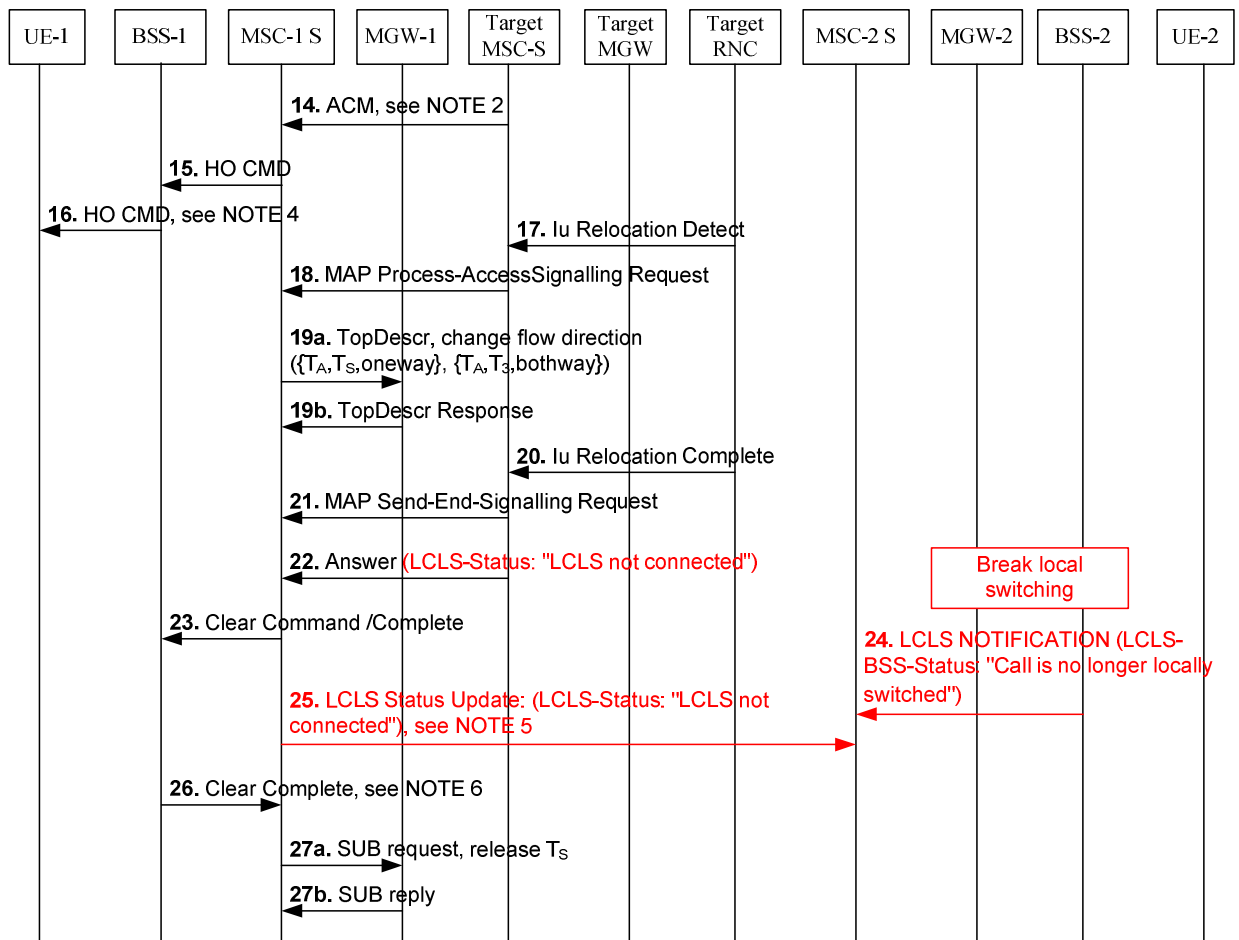 UE-1
BSS-1
MSC-1 S
MGW-1
Target
MSC-S
Target
MGW
Target
RNC
MSC-2 S
MGW-2
BSS-2
UE-2
14. ACM, see NOTE 2
15. HO CMD
16. HO CMD, see NOTE 4
17. Iu Relocation Detect
18. MAP Process-AccessSignalling Request
19a. TopDescr, change flow direction
({TA,TS,oneway}, {TA,T3,bothway})
19b. TopDescr Response
20. Iu Relocation Complete
21. MAP Send-End-Signalling Request
22. Answer (LCLS-Status: "LCLS not connected")
Break local
switching
23. Clear Command /Complete
24. LCLS NOTIFICATION (LCLS-
BSS-Status: "Call is no longer locally
switched")
25. LCLS Status Update: (LCLS-Status: "LCLS not
connected"), see NOTE 5
26. Clear Complete, see NOTE 6
27a. SUB request, release TS
27b. SUB reply